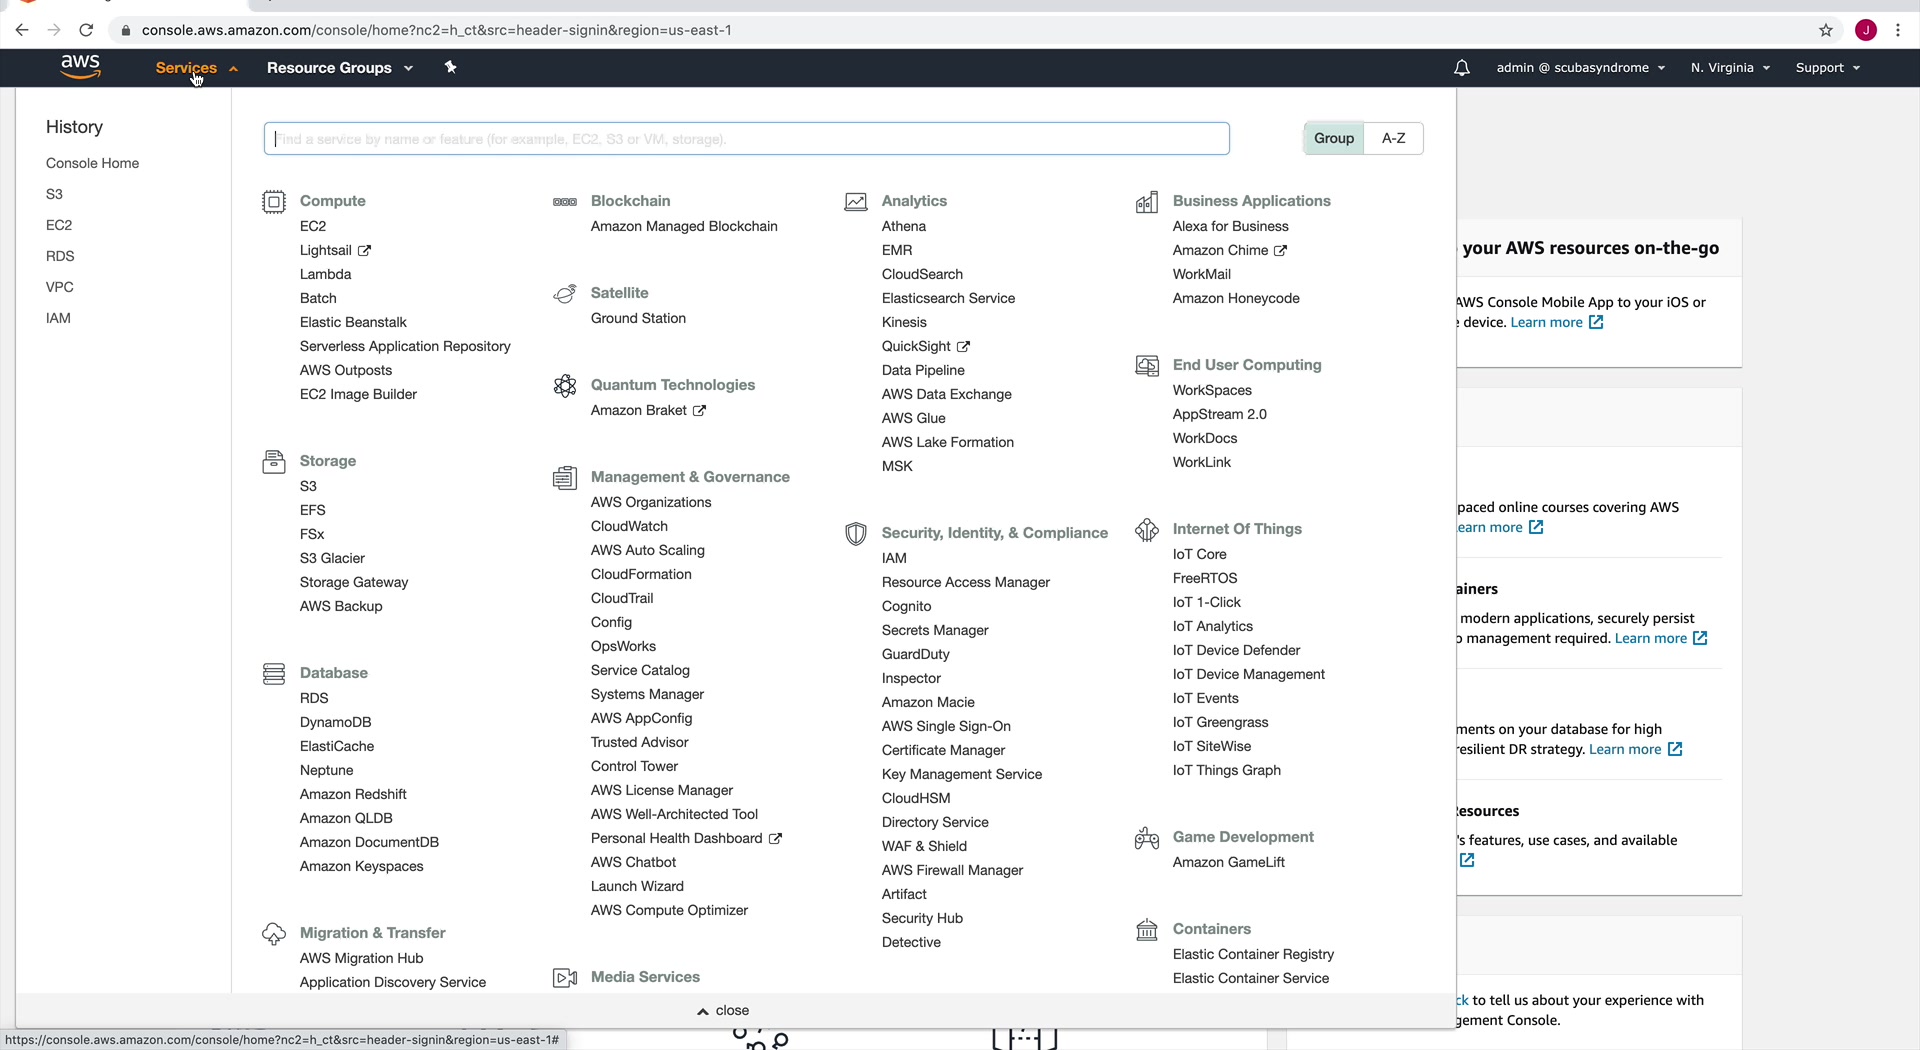 console.aws.amazon.com/console/home?nc2=h_ct&src=header-signin&region=us-east-1
J
aws
Services
Resource Groups
admin @ scubasyndrome
N. Virginia
Support
History
Console Home
S3
EC2
RDS
VPC
IAM
Find a service by name or feature (for example, EC2, S3 or VM, storage).
Group
A-Z
Compute
EC2
Lightsail
Lambda
Batch
Elastic Beanstalk
Serverless Application Repository
AWS Outposts
EC2 Image Builder
Storage
S3
EFS
FSx
S3 Glacier
Storage Gateway
AWS Backup
Database
RDS
DynamoDB
ElastiCache
Neptune
Amazon Redshift
Amazon QLDB
Amazon DocumentDB
Amazon Keyspaces
Migration & Transfer
AWS Migration Hub
Application Discovery Service
Blockchain
Amazon Managed Blockchain
Satellite
Ground Station
Quantum Technologies
Amazon Braket
Management & Governance
AWS Organizations
CloudWatch
AWS Auto Scaling
CloudFormation
CloudTrail
Config
OpsWorks
Service Catalog
Systems Manager
AWS AppConfig
Trusted Advisor
Control Tower
AWS License Manager
AWS Well-Architected Tool
Personal Health Dashboard
AWS Chatbot
Launch Wizard
AWS Compute Optimizer
Media Services
Analytics
Athena
EMR
CloudSearch
Elasticsearch Service
Kinesis
QuickSight
Data Pipeline
AWS Data Exchange
AWS Glue
AWS Lake Formation
MSK
Security, Identity, & Compliance
IAM
Resource Access Manager
Cognito
Secrets Manager
GuardDuty
Inspector
Amazon Macie
AWS Single Sign-On
Certificate Manager
Key Management Service
CloudHSM
Directory Service
WAF & Shield
AWS Firewall Manager
Artifact
Security Hub
Detective
Business Applications
Alexa for Business
Amazon Chime
WorkMail
Amazon Honeycode
End User Computing
WorkSpaces
AppStream 2.0
WorkDocs
WorkLink
Internet Of Things
IoT Core
FreeRTOS
IoT 1-Click
IoT Analytics
IoT Device Defender
IoT Device Management
IoT Events
IoT Greengrass
IoT SiteWise
IoT Things Graph
Game Development
Amazon GameLift
Containers
Elastic Container Registry
Elastic Container Service
close
your AWS resources on-the-go
AWS Console Mobile App to your iOS or
device. Learn more
paced online courses covering AWS
earn more
ainers
modern applications, securely persist
o management required. Learn more
ments on your database for high
resilient DR strategy. Learn more
Resources
's features, use cases, and available
ck to tell us about your experience with
gement Console.
https://console.aws.amazon.com/console/home?nc2=h_ct&src=header-signin&region=us-east-1#